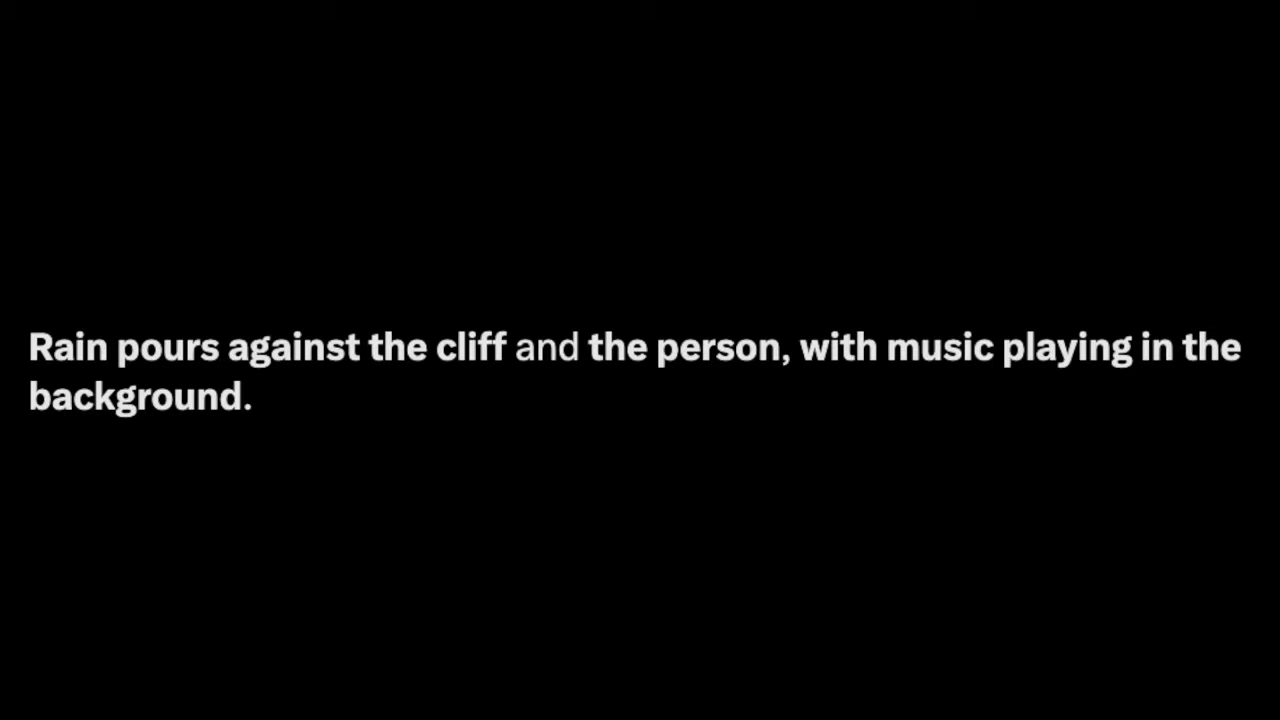 Rain pours against the cliff and the person, with music playing in the
background.